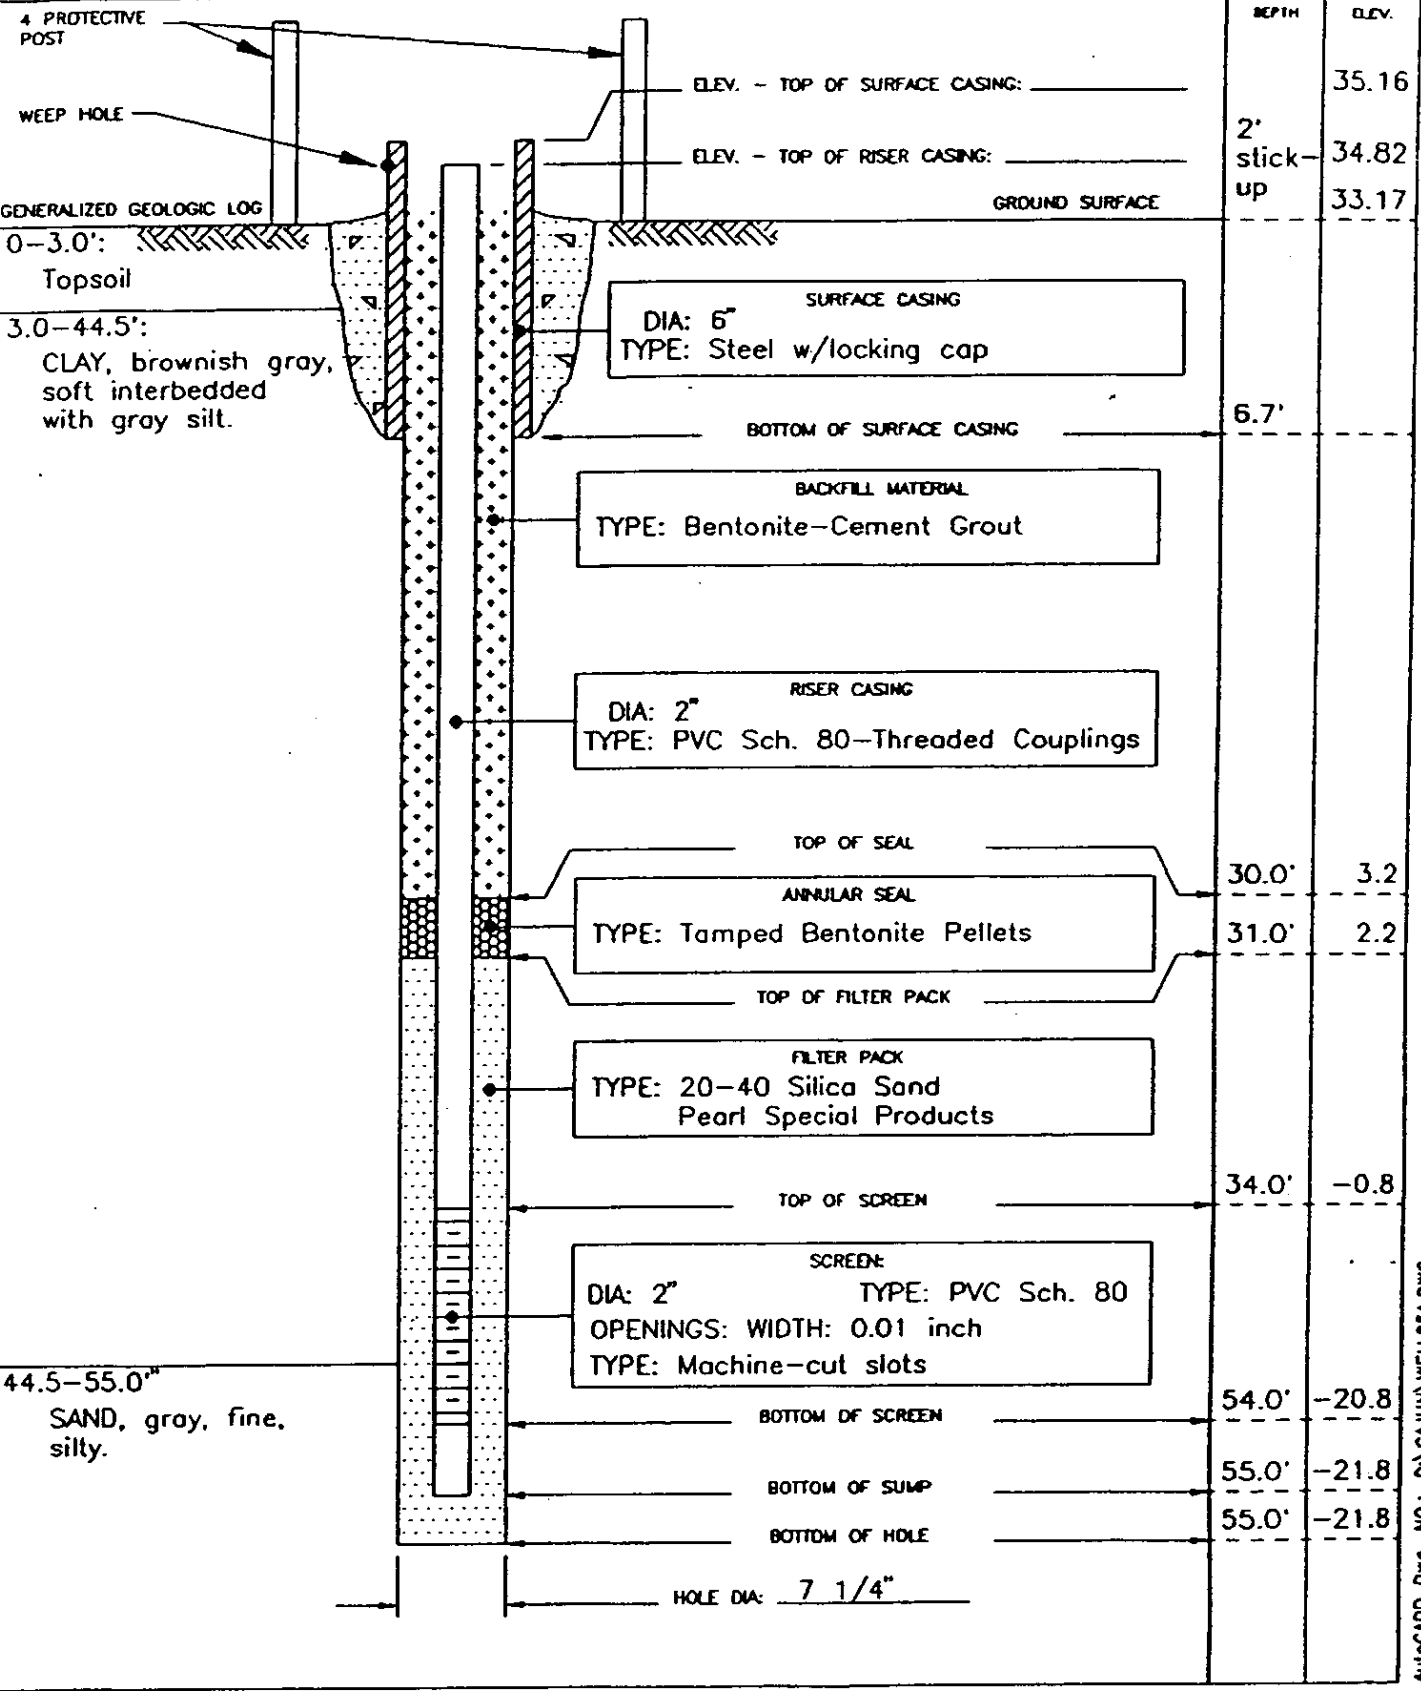 DEPTH ELEV.
4 PROTECTIVE
POST
ELEV. - TOP OF SURFACE CASING: 35.16
WEEP HOLE
2'
stick-
up
ELEV. - TOP OF RISER CASING: 34.82
GENERALIZED GEOLOGIC LOG
GROUND SURFACE 33.17
0-3.0':
Topsoil
3.0-44.5':
CLAY, brownish gray,
soft interbedded
with gray silt.
SURFACE CASING
DIA: 6"
TYPE: Steel w/locking cap
BOTTOM OF SURFACE CASING 6.7'
BACKFILL MATERIAL
TYPE: Bentonite-Cement Grout
RISER CASING
DIA: 2"
TYPE: PVC Sch. 80-Threaded Couplings
TOP OF SEAL 30.0' 3.2
ANNULAR SEAL
TYPE: Tamped Bentonite Pellets
31.0' 2.2
TOP OF FILTER PACK
FILTER PACK
TYPE: 20-40 Silica Sand
Pearl Special Products
TOP OF SCREEN 34.0' -0.8
SCREEN:
DIA: 2" TYPE: PVC Sch. 80
OPENINGS: WIDTH: 0.01 inch
TYPE: Machine-cut slots
44.5-55.0'"
SAND, gray, fine,
silty.
BOTTOM OF SCREEN 54.0' -20.8
BOTTOM OF SUMP 55.0' -21.8
BOTTOM OF HOLE 55.0' -21.8
HOLE DIA: 7 1/4"
AutoCADD Dwg. NO.: